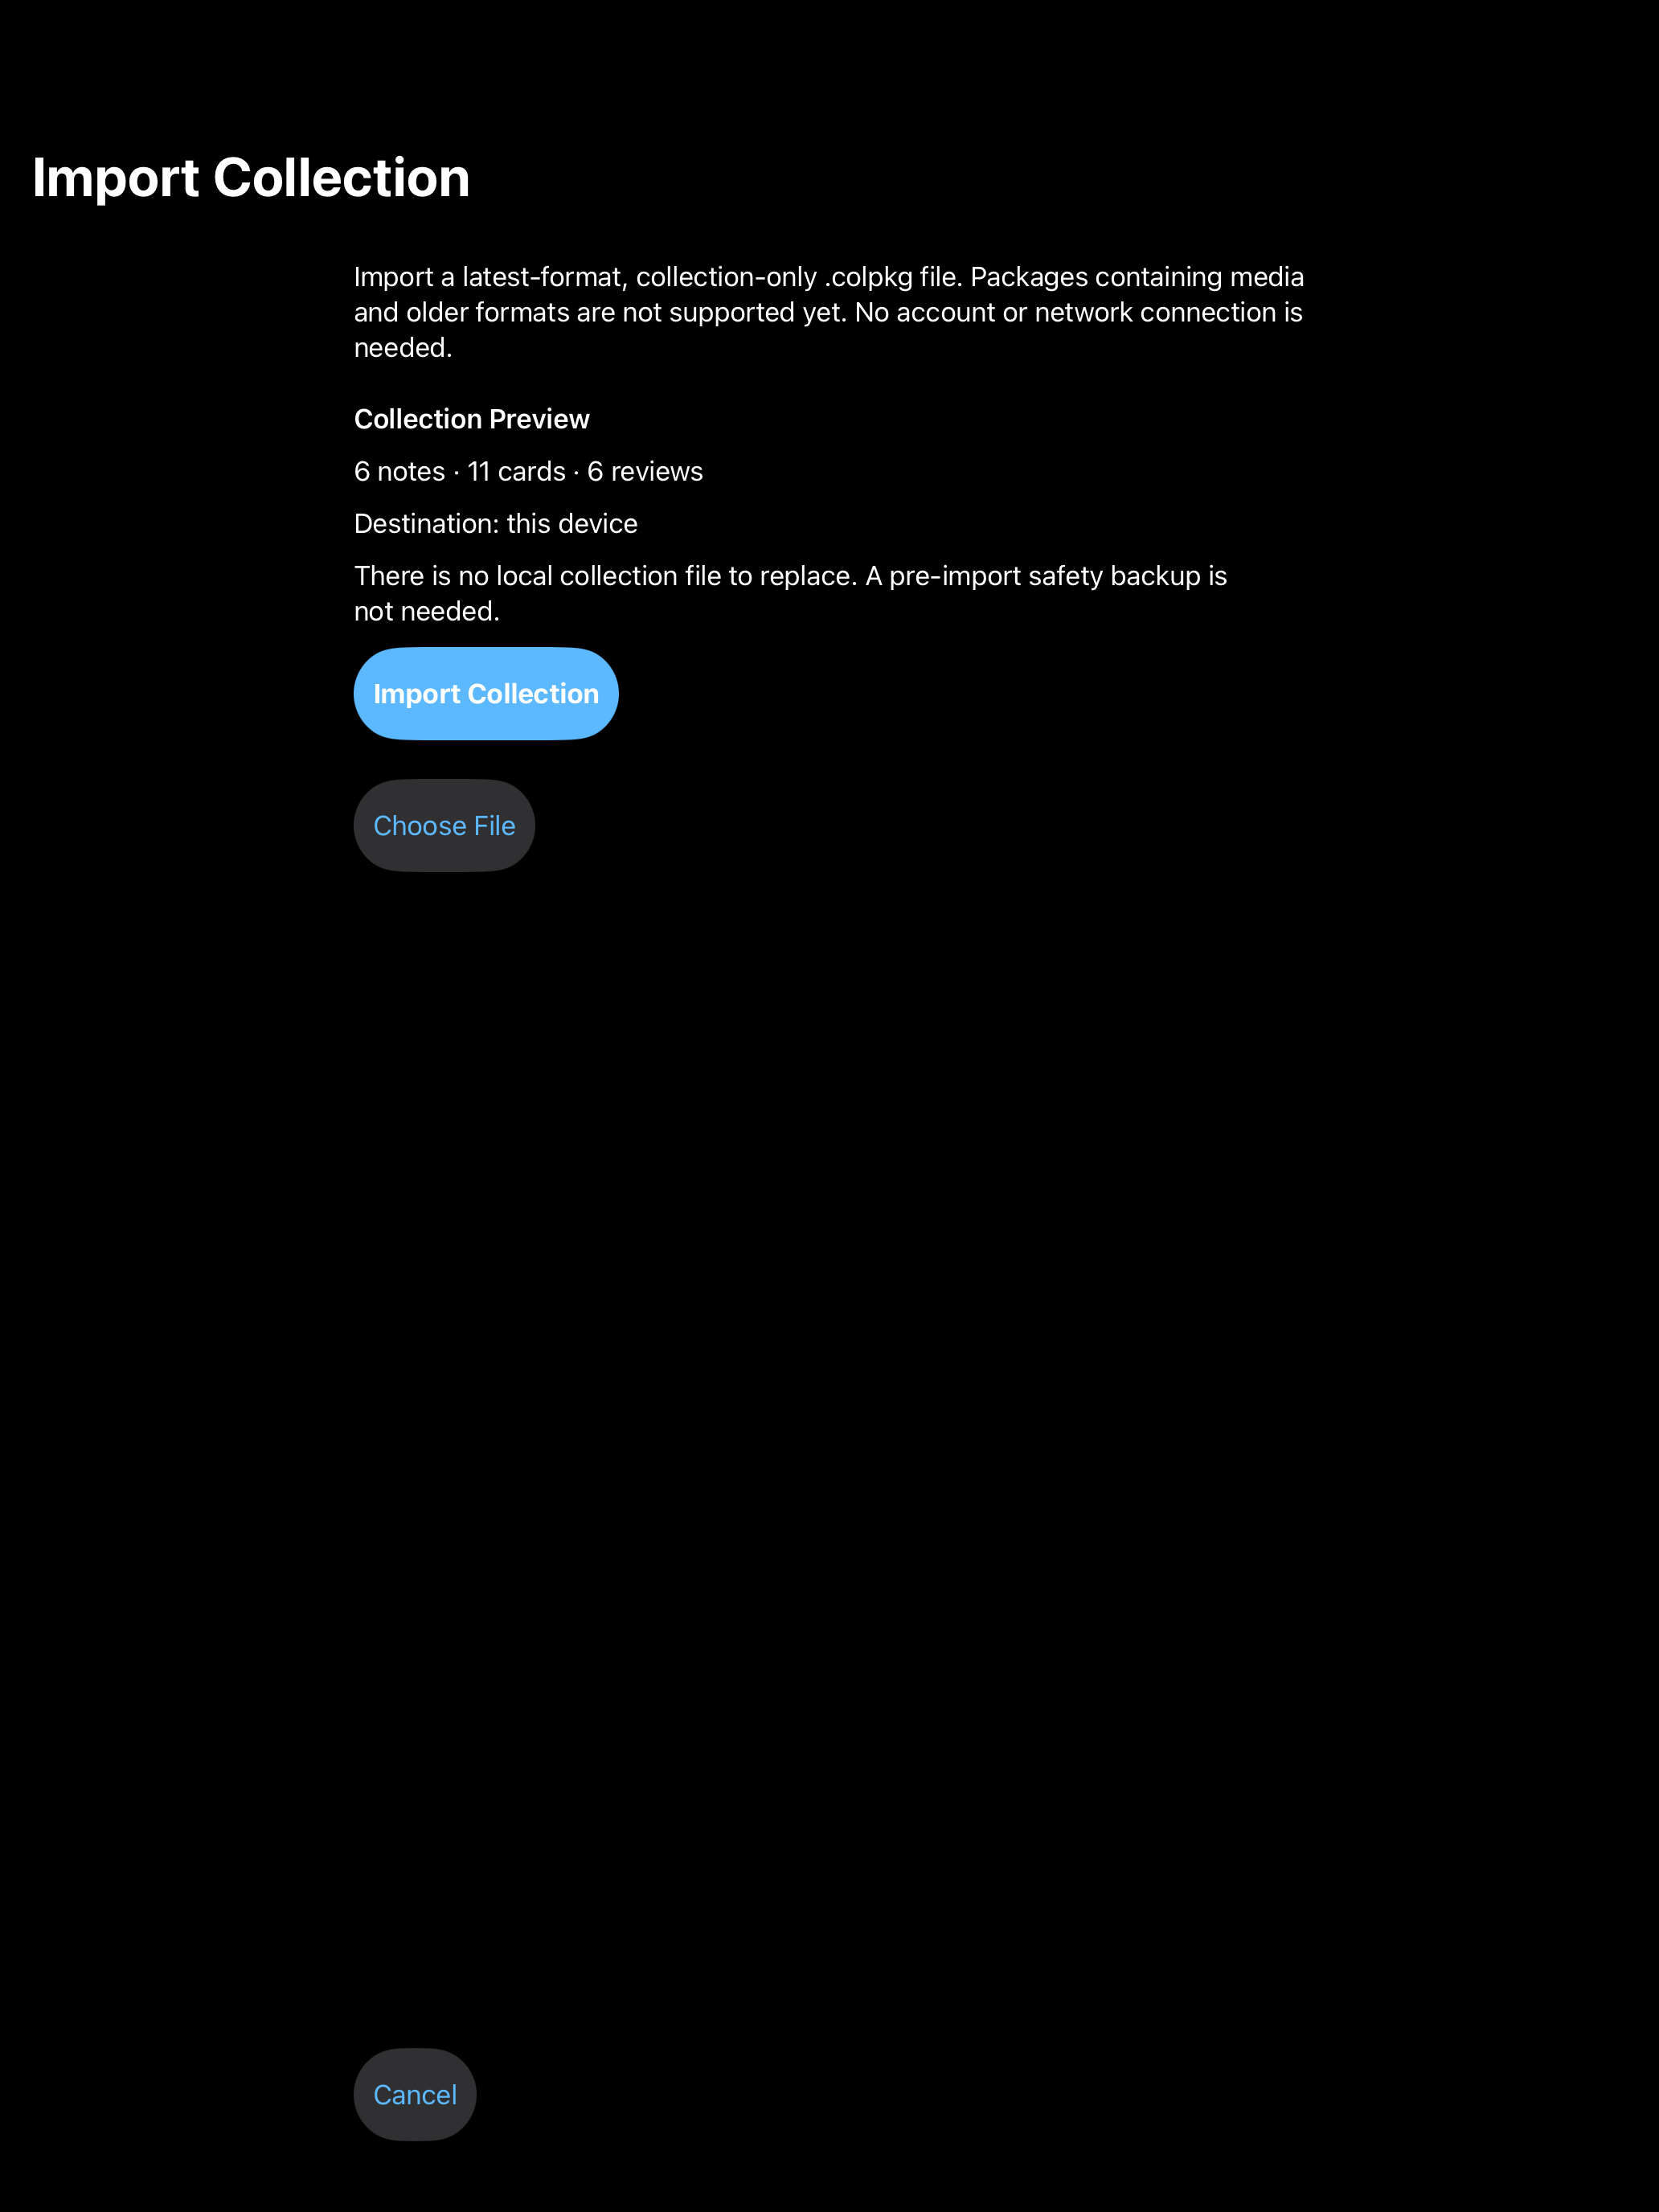 Import Collection
Import a latest-format, collection-only .colpkg file. Packages containing media
and older formats are not supported yet. No account or network connection is
needed.
Collection Preview
6 notes · 11 cards · 6 reviews
Destination: this device
There is no local collection file to replace. A pre-import safety backup is
not needed.
Import Collection
Choose File
Cancel